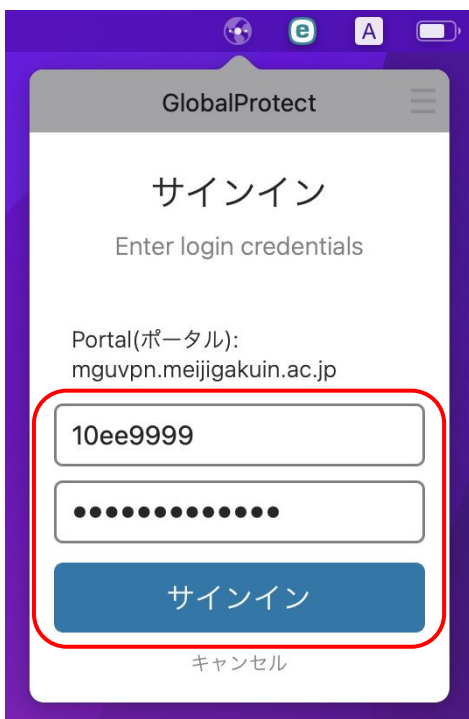 e
A
GlobalProtect
サインイン
Enter login credentials
Portal(ポータル):
mguvpn.meijigakuin.ac.jp
10ee9999
●●●●●●●●●●●●●
サインイン
キャンセル